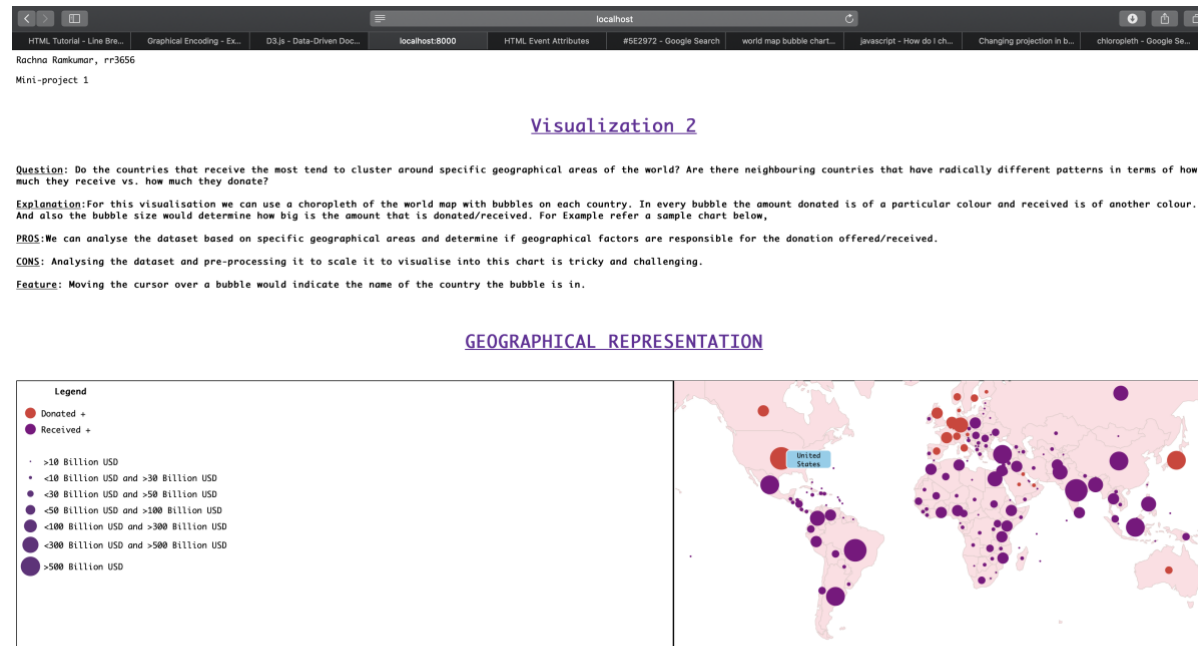 localhost
HTML Tutorial - Line Bre...
Graphical Encoding - Ex...
D3.js - Data-Driven Doc...
localhost:8000
HTML Event Attributes
#5E2972 - Google Search
world map bubble chart...
javascript - How do I ch...
Changing projection in b...
chloropleth - Google Se...
Rachna Ramkumar, rr3656
Mini-project 1
Visualization 2
Question: Do the countries that receive the most tend to cluster around specific geographical areas of the world? Are there neighbouring countries that have radically different patterns in terms of how
much they receive vs. how much they donate?
Explanation:For this visualisation we can use a choropleth of the world map with bubbles on each country. In every bubble the amount donated is of a particular colour and received is of another colour.
And also the bubble size would determine how big is the amount that is donated/received. For Example refer a sample chart below,
PROS:We can analyse the dataset based on specific geographical areas and determine if geographical factors are responsible for the donation offered/received.
CONS: Analysing the dataset and pre-processing it to scale it to visualise into this chart is tricky and challenging.
Feature: Moving the cursor over a bubble would indicate the name of the country the bubble is in.
GEOGRAPHICAL REPRESENTATION
Legend
Donated +
Received +
>10 Billion USD
<10 Billion USD and >30 Billion USD
<30 Billion USD and >50 Billion USD
<50 Billion USD and >100 Billion USD
<100 Billion USD and >300 Billion USD
<300 Billion USD and >500 Billion USD
>500 Billion USD
United
States